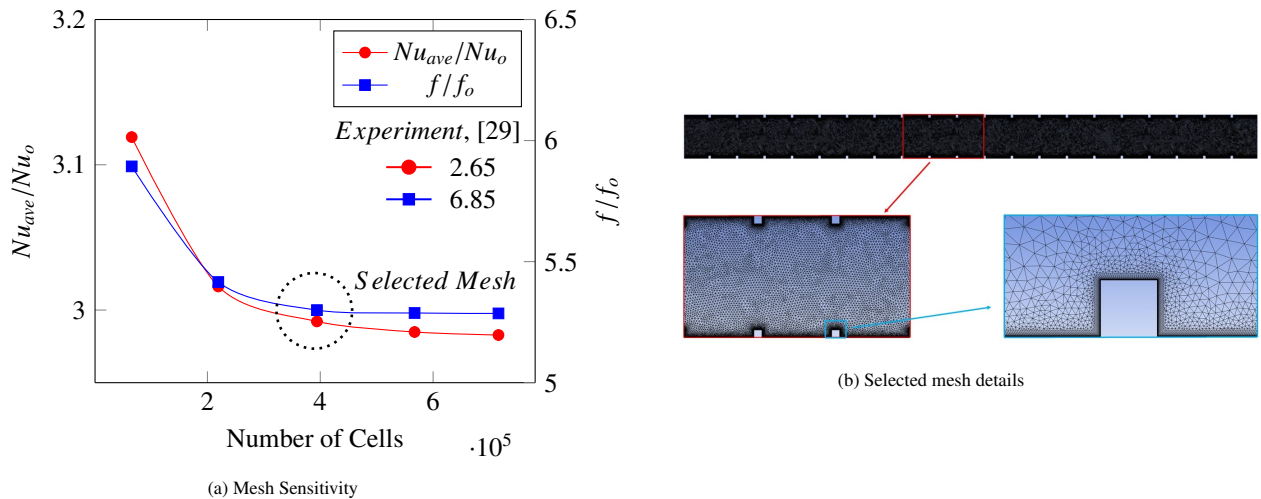 3.2
3.1
3
Nu_ave/Nu_o
6.5
6
5.5
5
f/f_o
Nu_ave/Nu_o
f/f_o
Experiment, [29]
2.65
6.85
Selected Mesh
2 4 6
Number of Cells
·10^5
(a) Mesh Sensitivity
(b) Selected mesh details